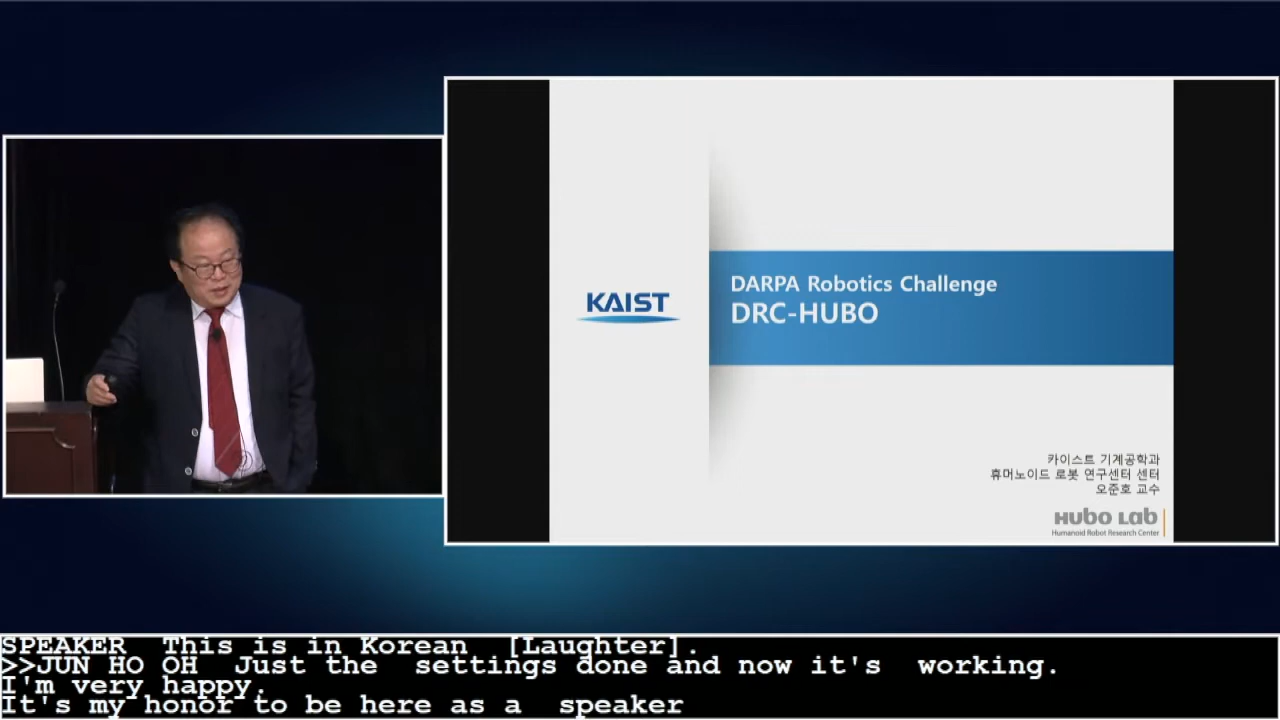 KAIST
DARPA Robotics Challenge
DRC-HUBO
카이스트 기계공학과
휴머노이드 로봇 연구센터 센터
오준호 교수
HUBO LAB
Humanoid Robot Research Center
SPEAKER This is in Korean [Laughter].
>>JUN HO OH Just the settings done and now it's working.
I'm very happy.
It's my honor to be here as a speaker